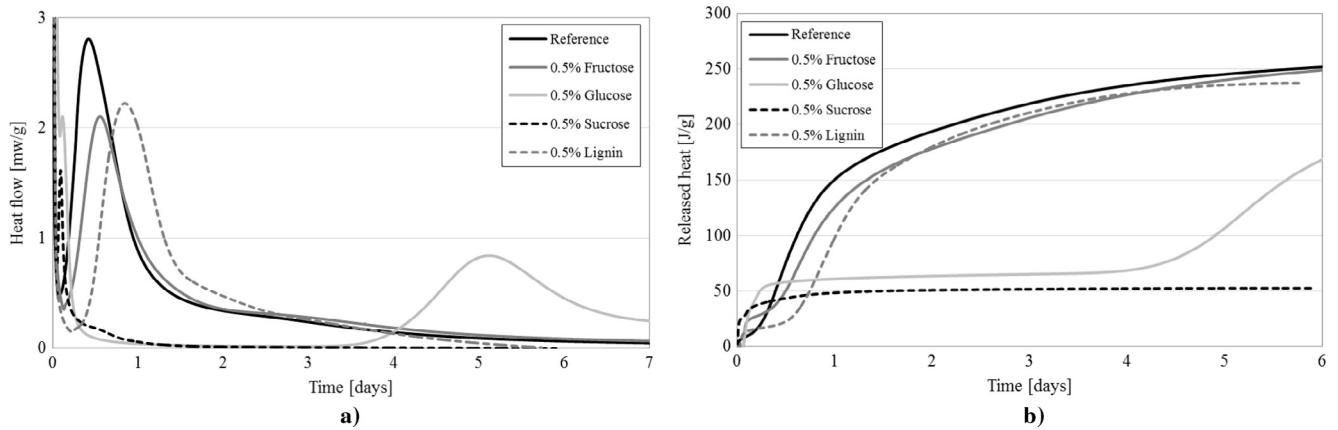 3
2
1
0
Heat flow [mw/g]
0 1 2 3 4 5 6 7
Time [days]
Reference
0.5% Fructose
0.5% Glucose
0.5% Sucrose
0.5% Lignin
a)
300
250
200
150
100
50
0
Released heat [J/g]
0 1 2 3 4 5 6
Time [days]
Reference
0.5% Fructose
0.5% Glucose
0.5% Sucrose
0.5% Lignin
b)